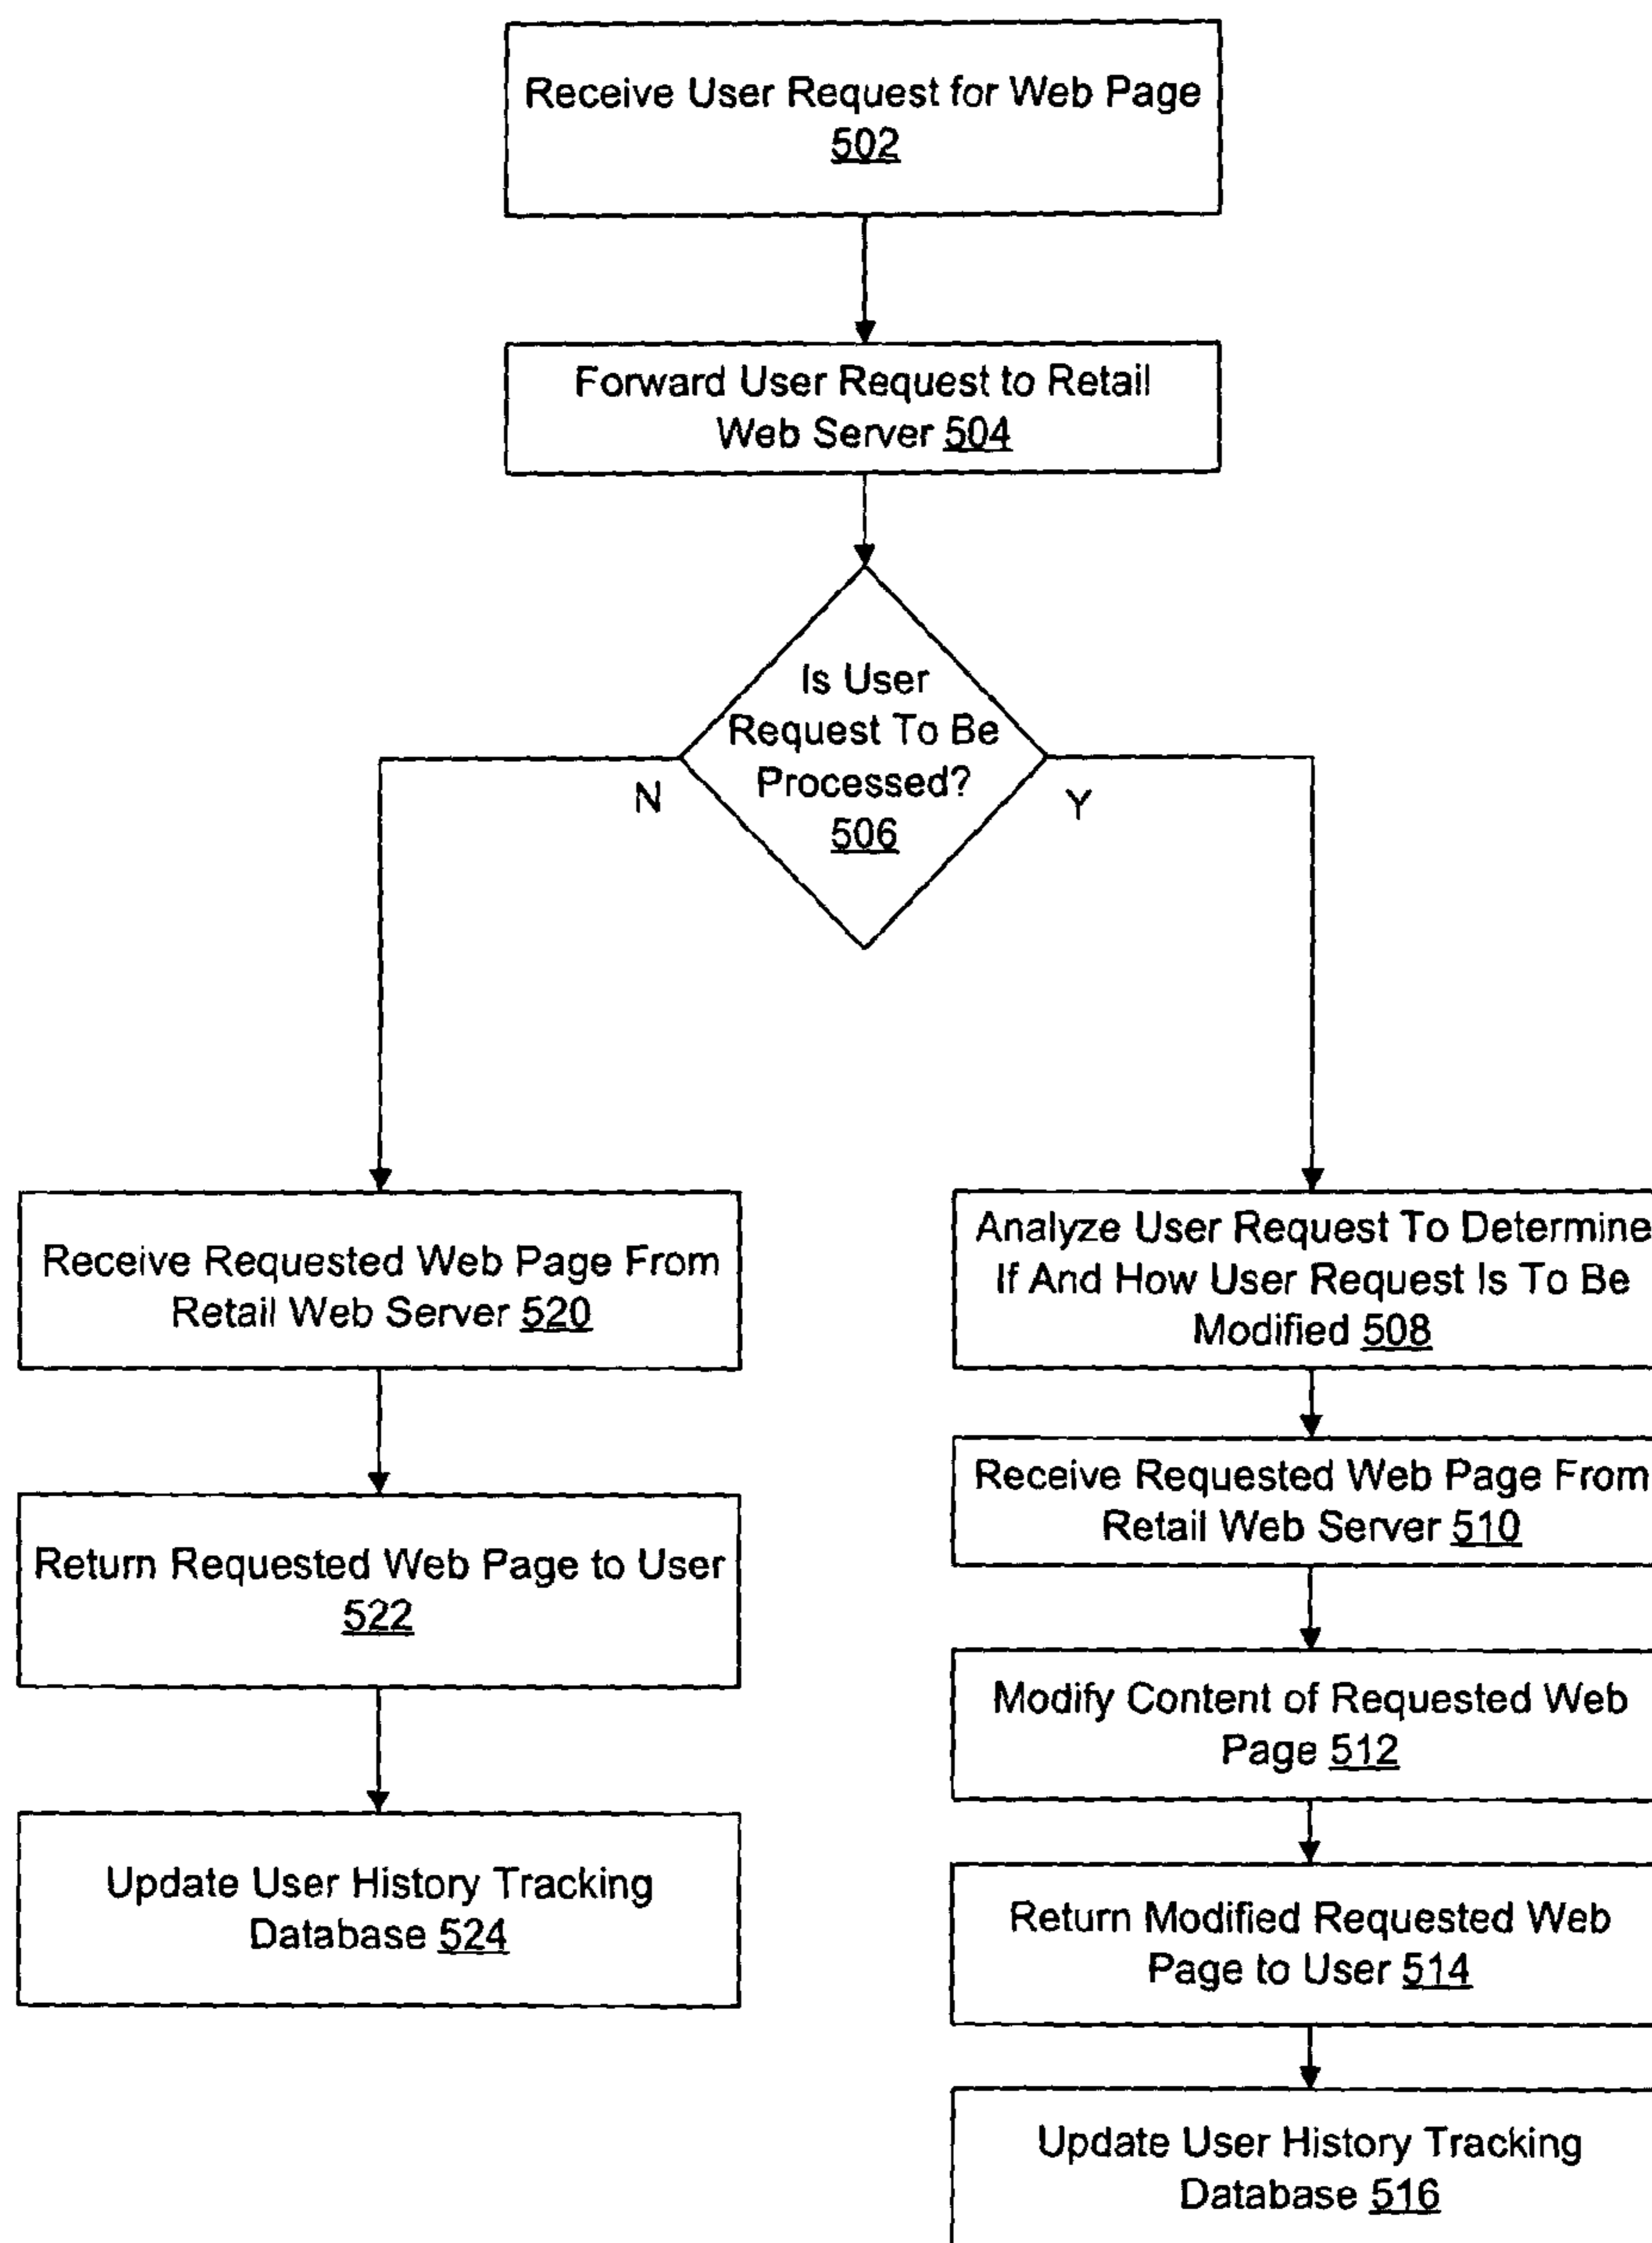 Receive User Request for Web Page
502
Forward User Request to Retail
Web Server 504
Is User
Request To Be
Processed?
506
N
Y
Receive Requested Web Page From
Retail Web Server 520
Return Requested Web Page to User
522
Update User History Tracking
Database 524
Analyze User Request To Determine
If And How User Request Is To Be
Modified 508
Receive Requested Web Page From
Retail Web Server 510
Modify Content of Requested Web
Page 512
Return Modified Requested Web
Page to User 514
Update User History Tracking
Database 516